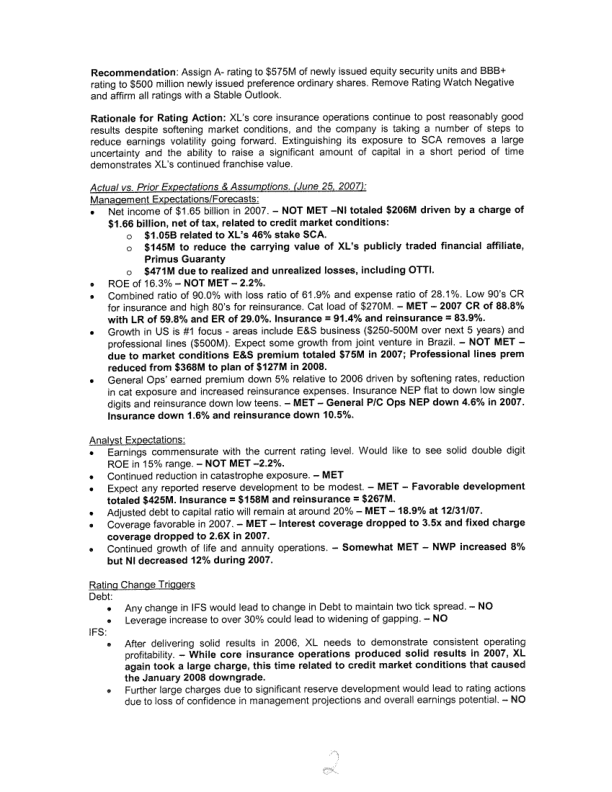 Recommendation: Assign A- rating to $575M of newly issued equity security units and BBB+
rating to $500 million newly issued preference ordinary shares. Remove Rating Watch Negative
and affirm all ratings with a Stable Outlook.
Rationale for Rating Action: XL's core insurance operations continue to post reasonably good
results despite softening market conditions, and the company is taking a number of steps to
reduce earnings volatility going forward. Extinguishing its exposure to SCA removes a large
uncertainty and the ability to raise a significant amount of capital in a short period of time
demonstrates XL's continued franchise value.
Actual vs. Prior Expectations & Assumptions. (June 25, 2007):
Management Expectations/Forecasts:
• Net income of $1.65 billion in 2007. – NOT MET –NI totaled $206M driven by a charge of
$1.66 billion, net of tax, related to credit market conditions:
o $1.05B related to XL's 46% stake SCA.
o $145M to reduce the carrying value of XL's publicly traded financial affiliate,
Primus Guaranty
o $471M due to realized and unrealized losses, including OTTI.
• ROE of 16.3% – NOT MET – 2.2%.
• Combined ratio of 90.0% with loss ratio of 61.9% and expense ratio of 28.1%. Low 90's CR
for insurance and high 80's for reinsurance. Cat load of $270M. – MET – 2007 CR of 88.8%
with LR of 59.8% and ER of 29.0%. Insurance = 91.4% and reinsurance = 83.9%.
• Growth in US is #1 focus - areas include E&S business ($250-500M over next 5 years) and
professional lines ($500M). Expect some growth from joint venture in Brazil. – NOT MET –
due to market conditions E&S premium totaled $75M in 2007; Professional lines prem
reduced from $368M to plan of $127M in 2008.
• General Ops' earned premium down 5% relative to 2006 driven by softening rates, reduction
in cat exposure and increased reinsurance expenses. Insurance NEP flat to down low single
digits and reinsurance down low teens. – MET – General P/C Ops NEP down 4.6% in 2007.
Insurance down 1.6% and reinsurance down 10.5%.
Analyst Expectations:
• Earnings commensurate with the current rating level. Would like to see solid double digit
ROE in 15% range. – NOT MET –2.2%.
• Continued reduction in catastrophe exposure. – MET
• Expect any reported reserve development to be modest. – MET – Favorable development
totaled $425M. Insurance = $158M and reinsurance = $267M.
• Adjusted debt to capital ratio will remain at around 20% – MET – 18.9% at 12/31/07.
• Coverage favorable in 2007. – MET – Interest coverage dropped to 3.5x and fixed charge
coverage dropped to 2.6X in 2007.
• Continued growth of life and annuity operations. – Somewhat MET – NWP increased 8%
but NI decreased 12% during 2007.
Rating Change Triggers
Debt:
• Any change in IFS would lead to change in Debt to maintain two tick spread. – NO
• Leverage increase to over 30% could lead to widening of gapping. – NO
IFS:
• After delivering solid results in 2006, XL needs to demonstrate consistent operating
profitability. – While core insurance operations produced solid results in 2007, XL
again took a large charge, this time related to credit market conditions that caused
the January 2008 downgrade.
• Further large charges due to significant reserve development would lead to rating actions
due to loss of confidence in management projections and overall earnings potential. – NO
2